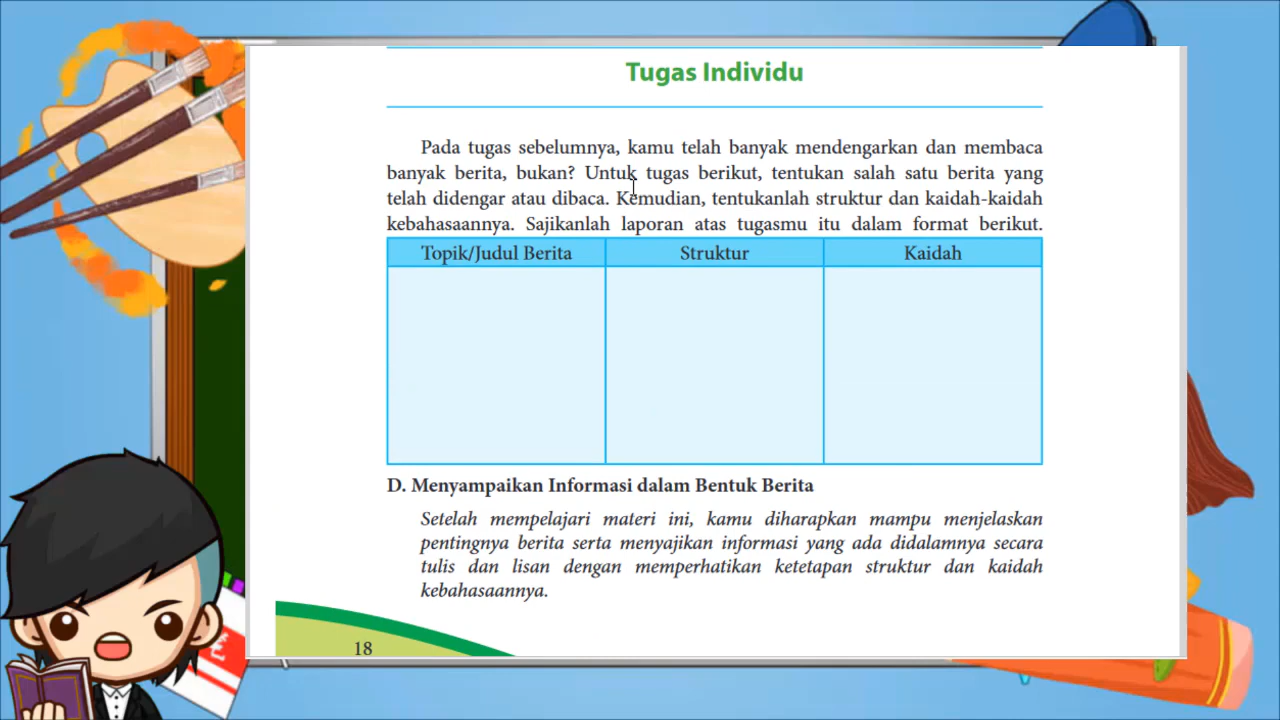 Tugas Individu
Pada tugas sebelumnya, kamu telah banyak mendengarkan dan membaca
banyak berita, bukan? Untuk tugas berikut, tentukan salah satu berita yang
telah didengar atau dibaca. Kemudian, tentukanlah struktur dan kaidah-kaidah
kebahasaannya. Sajikanlah laporan atas tugasmu itu dalam format berikut.
Topik/Judul Berita Struktur Kaidah
D. Menyampaikan Informasi dalam Bentuk Berita
Setelah mempelajari materi ini, kamu diharapkan mampu menjelaskan
pentingnya berita serta menyajikan informasi yang ada didalamnya secara
tulis dan lisan dengan memperhatikan ketetapan struktur dan kaidah
kebahasaannya.
18